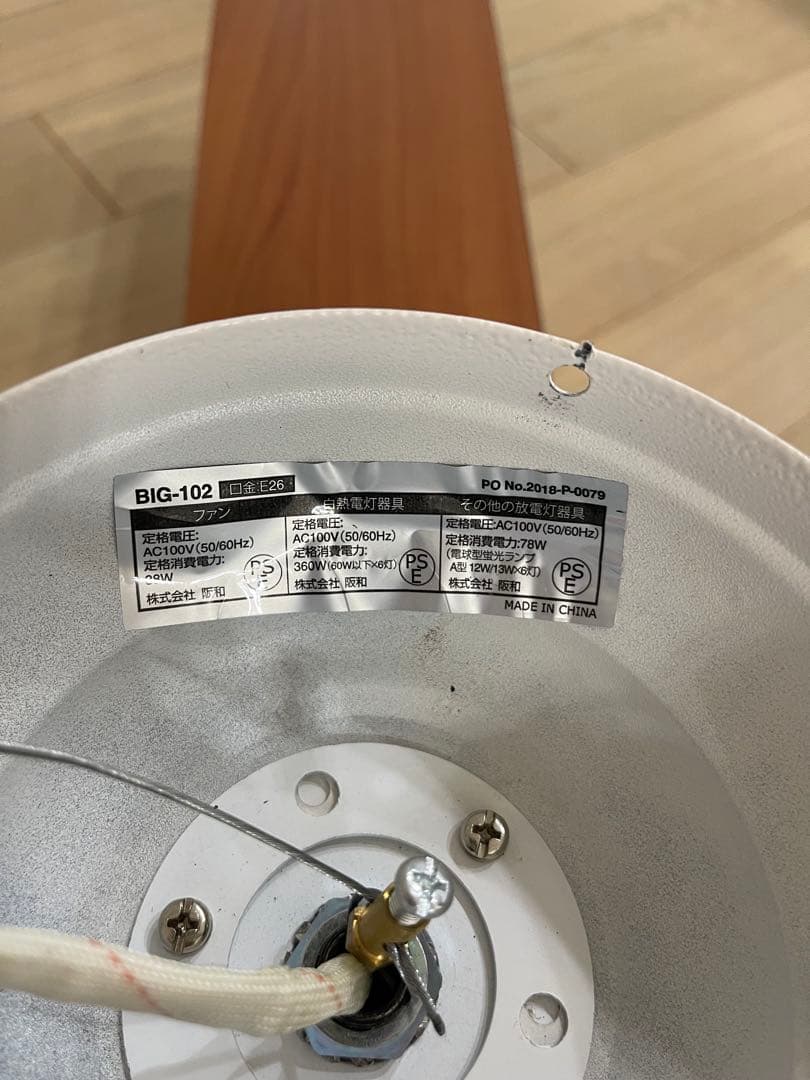 BIG-102 口金:E26 PO No.2018-P-0079
ファン
定格電圧:
AC100V(50/60Hz)
定格消費電力:
38W
株式会社 阪和
PS
E
白熱電灯器具
定格電圧:
AC100V(50/60Hz)
定格消費電力:
360W(60W以下×6灯)
株式会社 阪和
PS
E
その他の放電灯器具
定格電圧:AC100V(50/60Hz)
定格消費電力:78W
(電球型蛍光ランプ
A型 12W/13W×6灯)
株式会社 阪和
PS
E
MADE IN CHINA